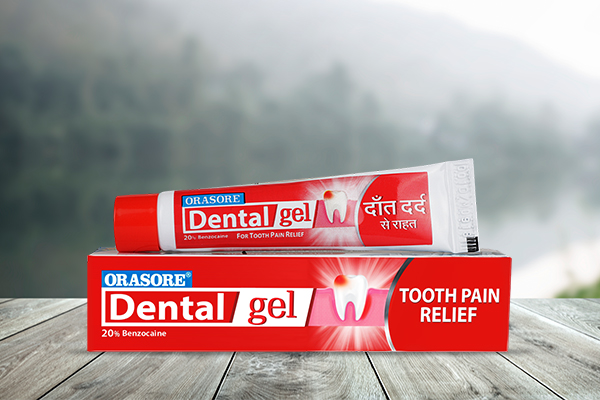 ORASORE®
Dental gel
20% Benzocaine
FOR TOOTH PAIN RELIEF
दाँत दर्द
से राहत
ORASORE®
Dental gel
20% Benzocaine
TOOTH PAIN
RELIEF